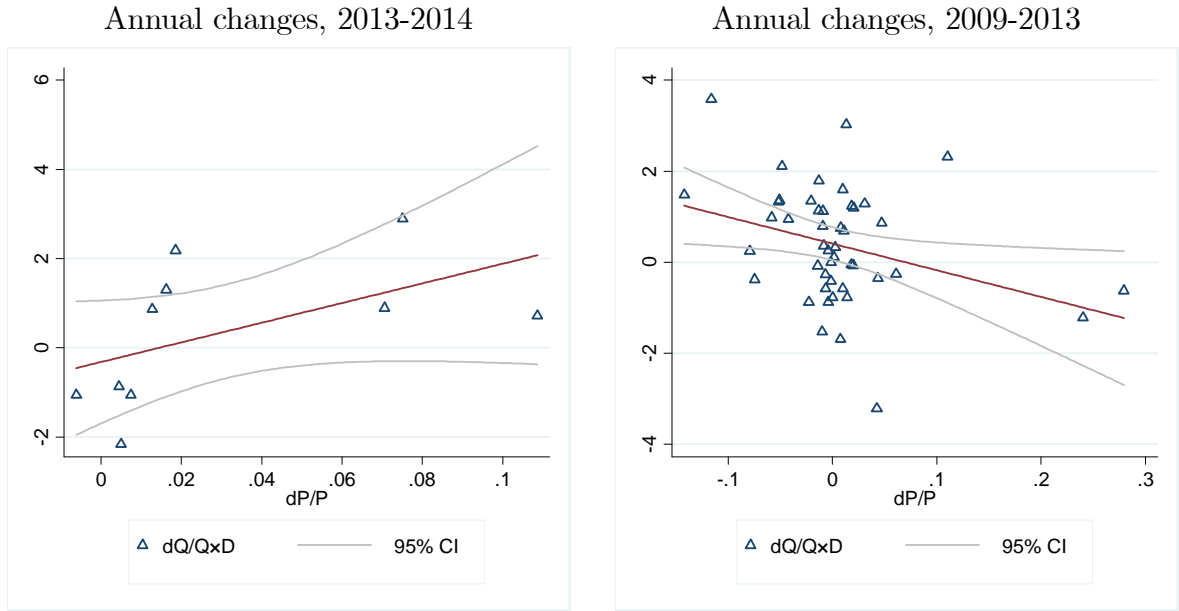 Annual changes, 2013-2014
6
4
2
0
-2
0
.02
.04
.06
.08
.1
dP/P
dQ/Q×D
95% CI
Annual changes, 2009-2013
4
2
0
-2
-4
-.1
0
.1
.2
.3
dP/P
dQ/Q×D
95% CI